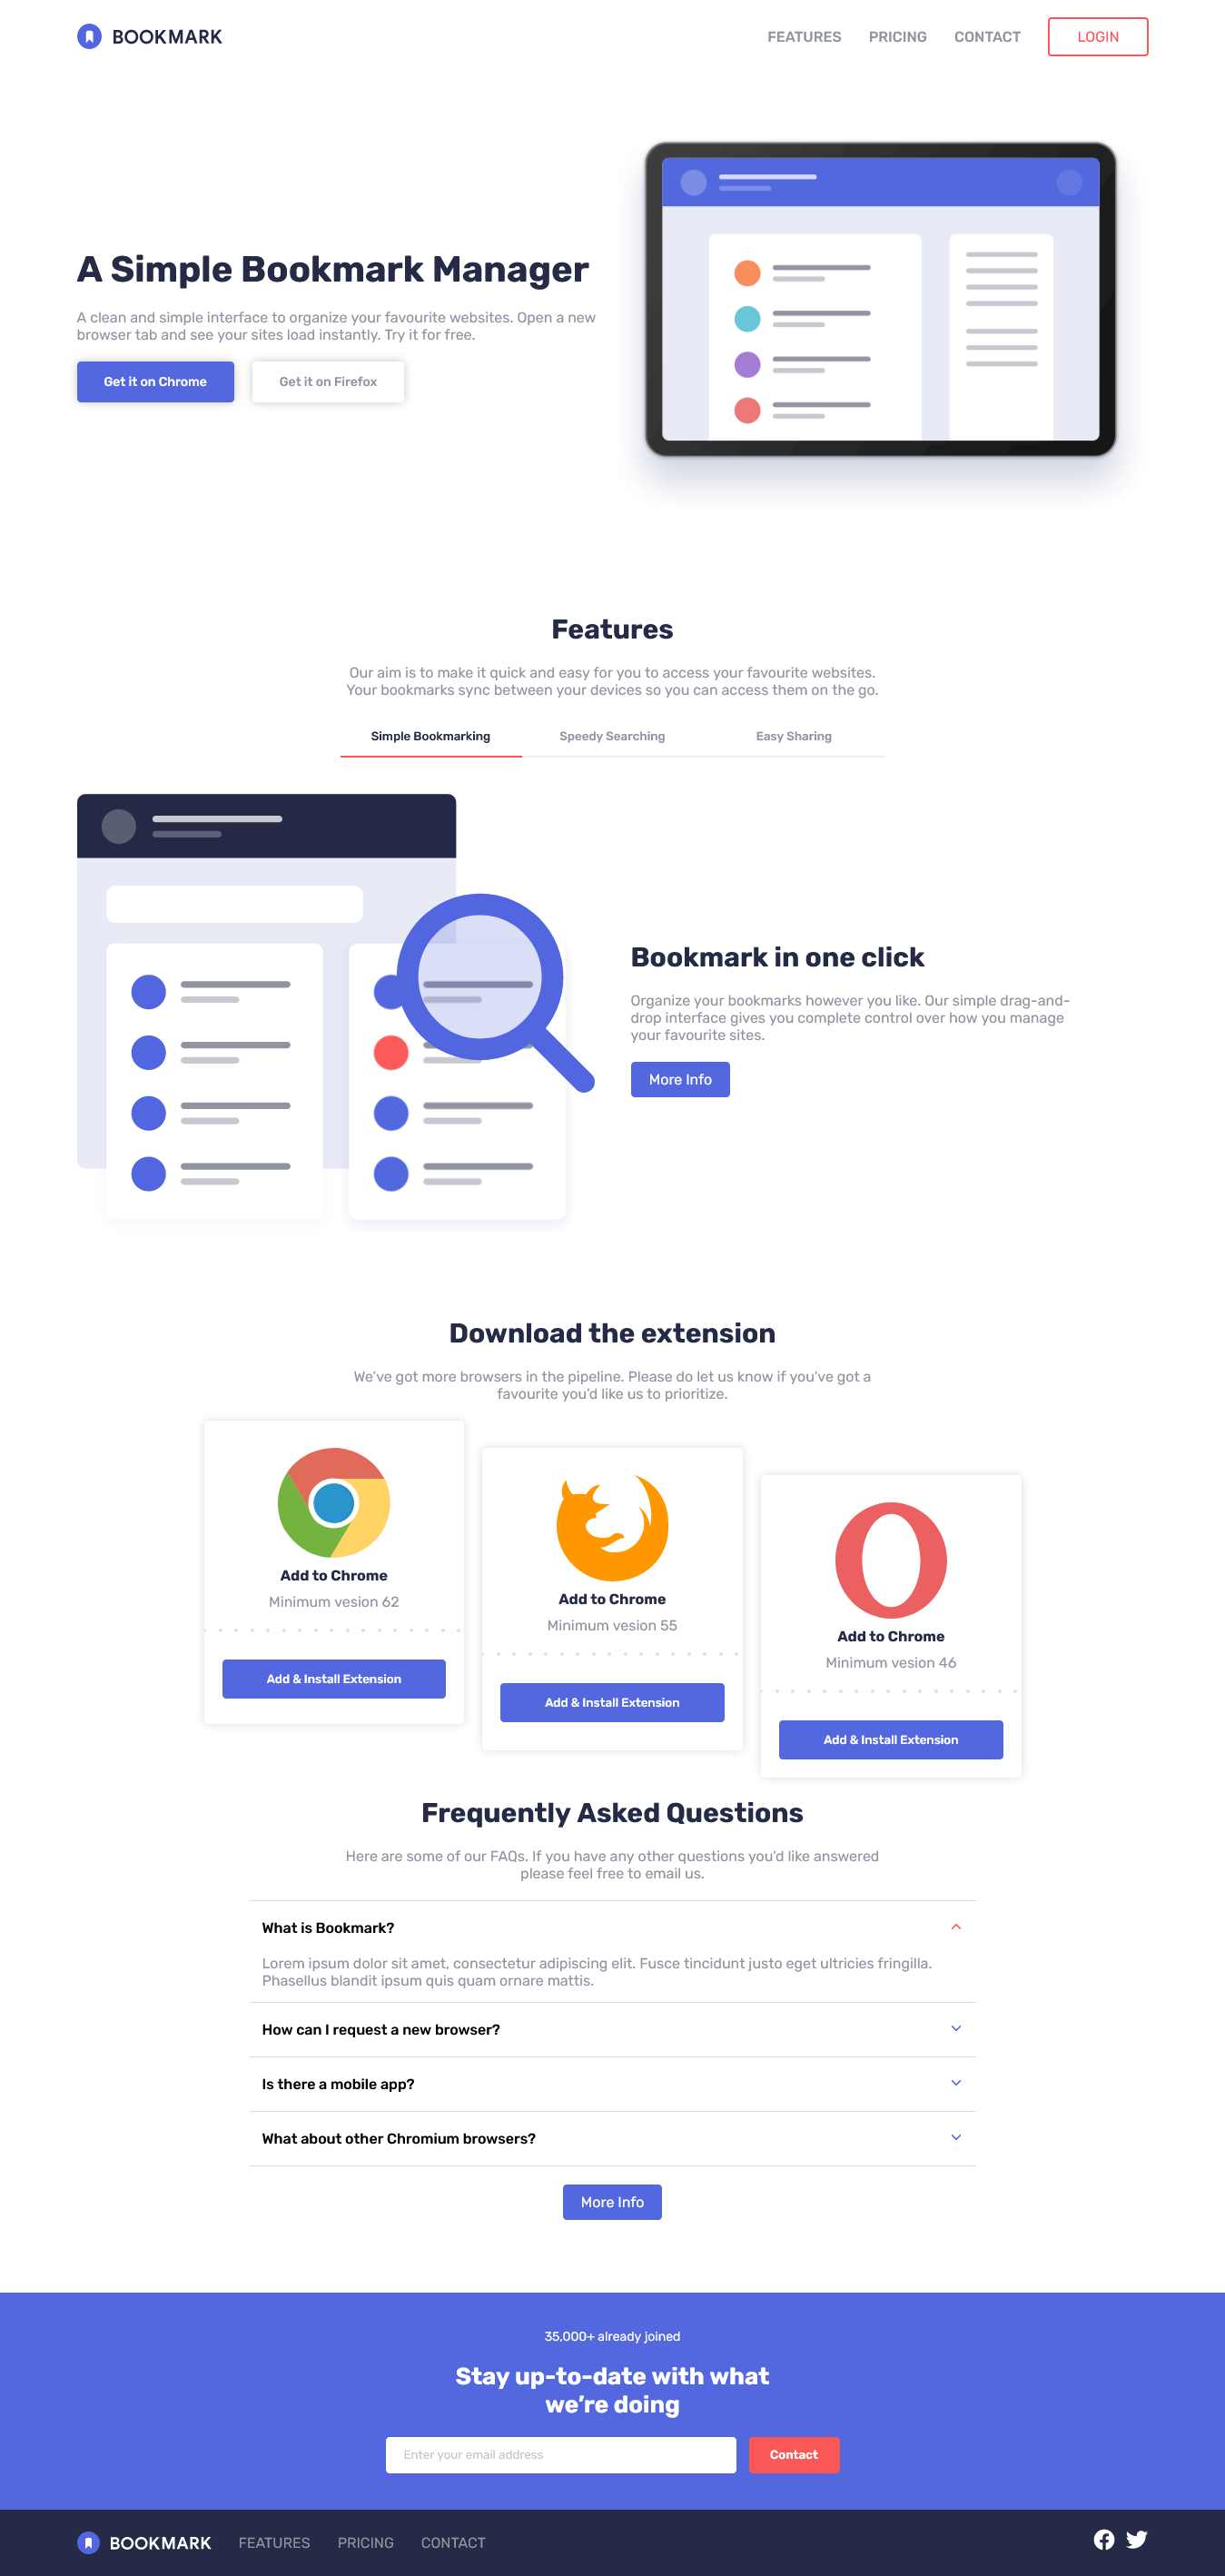 BOOKMARK
FEATURES
PRICING
CONTACT
LOGIN
A Simple Bookmark Manager
A clean and simple interface to organize your favourite websites. Open a new
browser tab and see your sites load instantly. Try it for free.
Get it on Chrome
Get it on Firefox
Features
Our aim is to make it quick and easy for you to access your favourite websites.
Your bookmarks sync between your devices so you can access them on the go.
Simple Bookmarking
Speedy Searching
Easy Sharing
Bookmark in one click
Organize your bookmarks however you like. Our simple drag-and-
drop interface gives you complete control over how you manage
your favourite sites.
More Info
Download the extension
We’ve got more browsers in the pipeline. Please do let us know if you’ve got a
favourite you’d like us to prioritize.
Add to Chrome
Minimum vesion 62
Add & Install Extension
Add to Chrome
Minimum vesion 55
Add & Install Extension
Add to Chrome
Minimum vesion 46
Add & Install Extension
Frequently Asked Questions
Here are some of our FAQs. If you have any other questions you’d like answered
please feel free to email us.
What is Bookmark?
Lorem ipsum dolor sit amet, consectetur adipiscing elit. Fusce tincidunt justo eget ultricies fringilla.
Phasellus blandit ipsum quis quam ornare mattis.
How can I request a new browser?
Is there a mobile app?
What about other Chromium browsers?
More Info
35,000+ already joined
Stay up-to-date with what
we’re doing
Enter your email address
Contact
BOOKMARK
FEATURES
PRICING
CONTACT